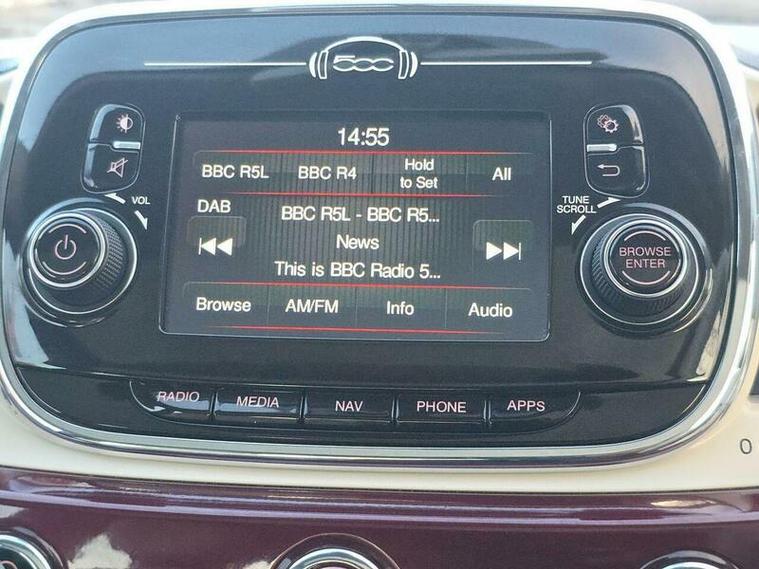 500
14:55
BBC R5L BBC R4 Hold to Set All
DAB BBC R5L - BBC R5...
News
This is BBC Radio 5...
Browse AM/FM Info Audio
VOL
TUNE
SCROLL
BROWSE
ENTER
RADIO MEDIA NAV PHONE APPS
0